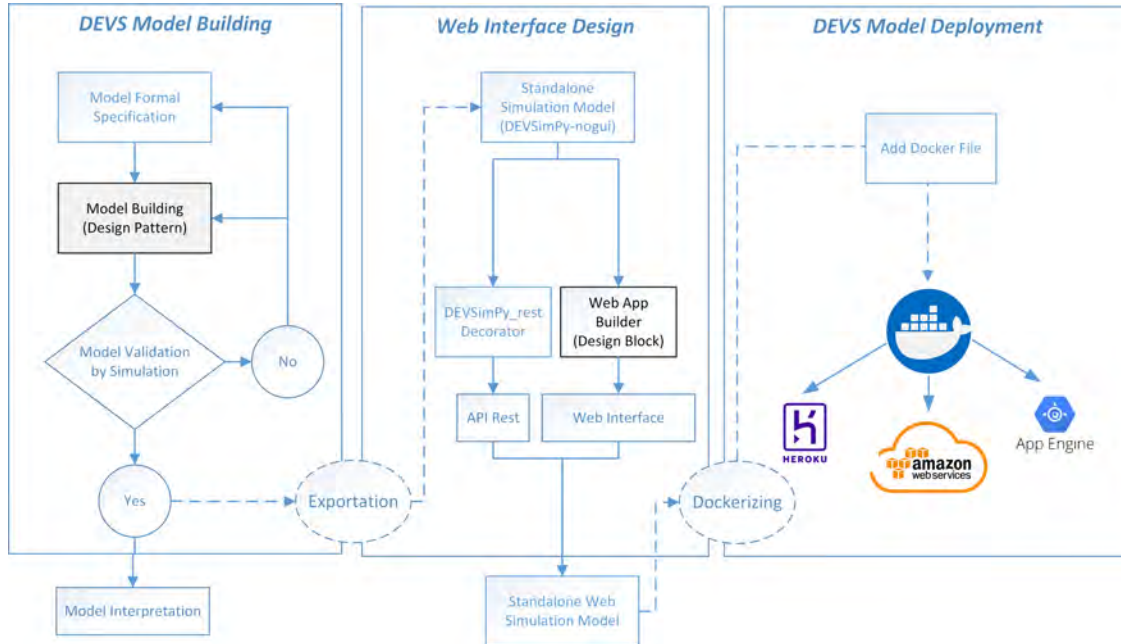 DEVS Model Building
Model Formal
Specification
Model Building
(Design Pattern)
Model Validation
by Simulation
No
Yes
Model Interpretation
Exportation
Web Interface Design
Standalone
Simulation Model
(DEVSimPy-nogui)
DEVSimPy_rest
Decorator
Web App
Builder
(Design Block)
API Rest
Web Interface
Standalone Web
Simulation Model
Dockerizing
DEVS Model Deployment
Add Docker File
HEROKU
amazon
webservices
App Engine